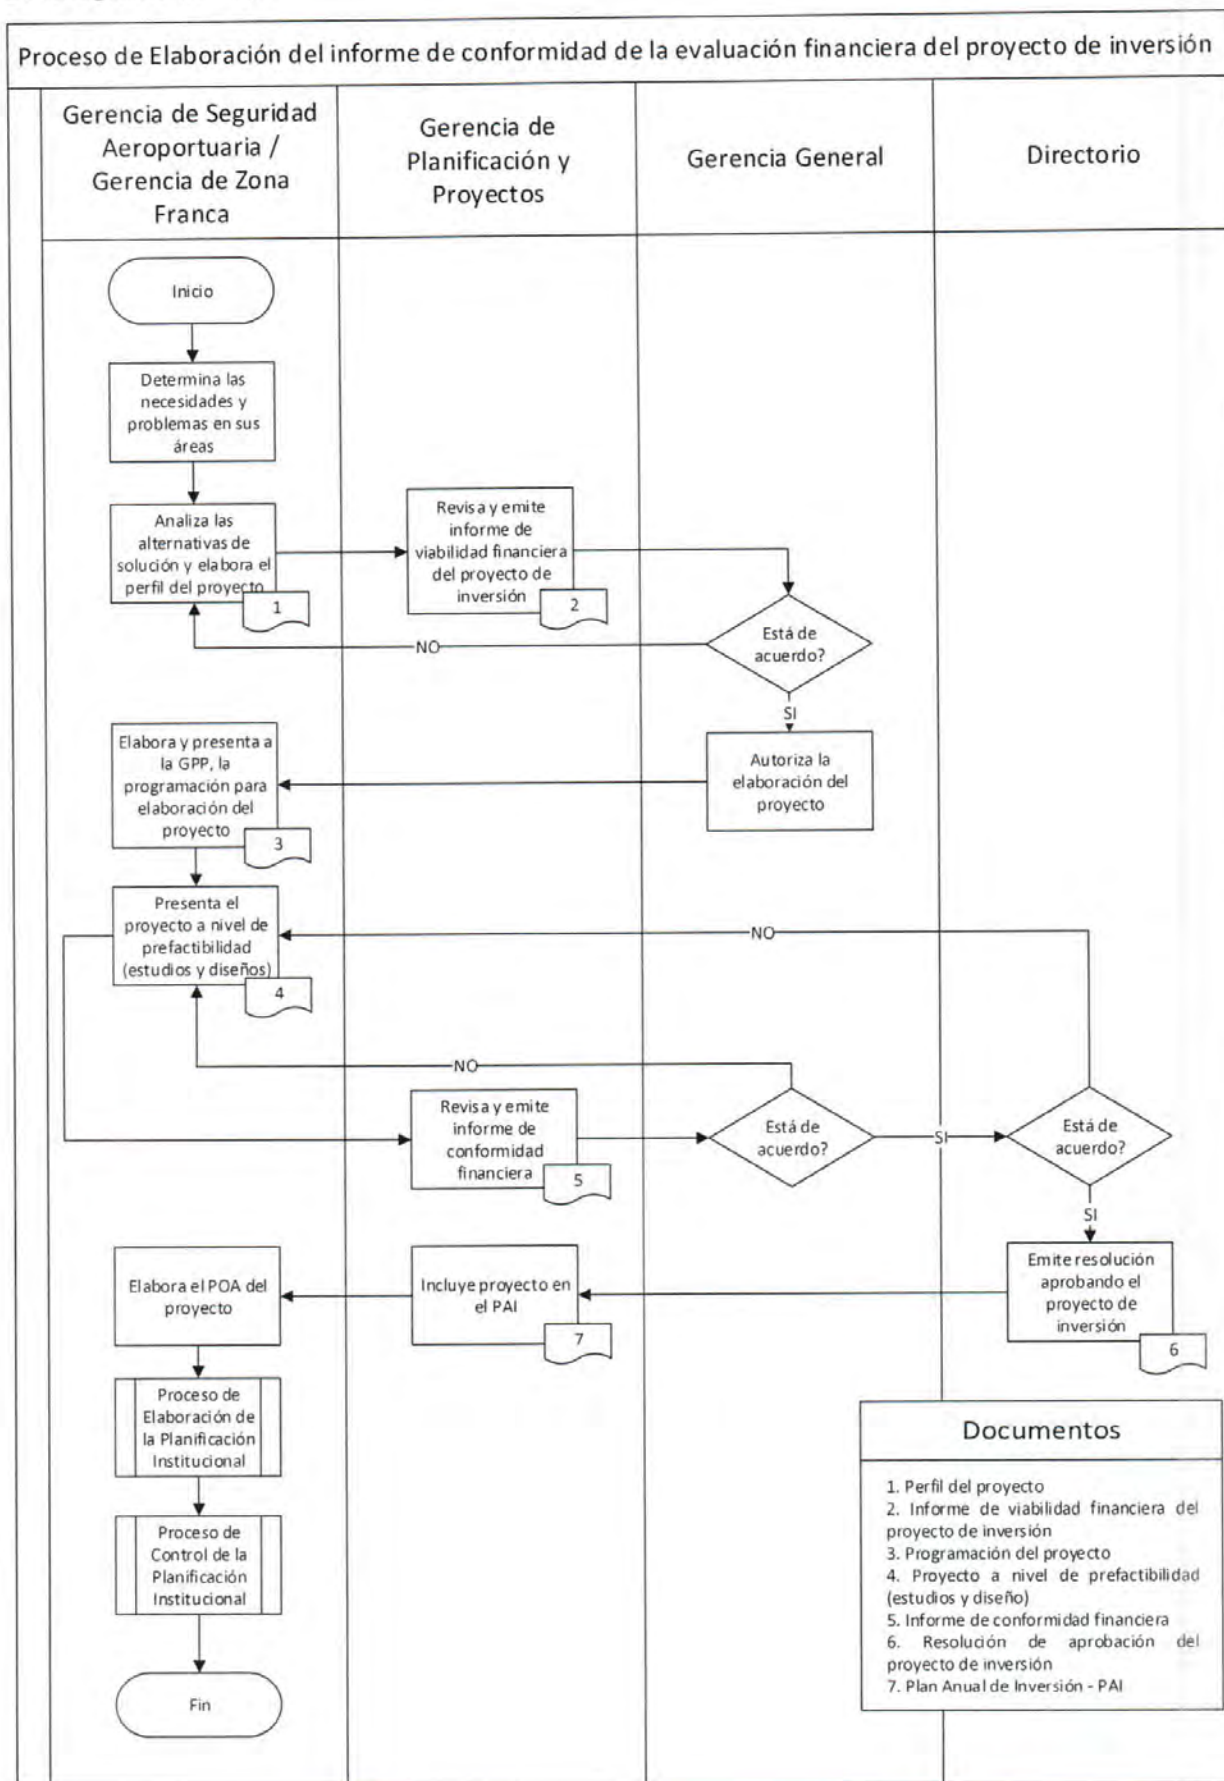 Proceso de Elaboración del informe de conformidad de la evaluación financiera del proyecto de inversión
Gerencia de Seguridad
Aeroportuaria /
Gerencia de Zona
Franca
Gerencia de
Planificación y
Proyectos
Gerencia General
Directorio
Inicio
Determina las
necesidades y
problemas en sus
áreas
Analiza las
alternativas de
solución y elabora el
perfil del proyecto
1
Revisa y emite
informe de
viabilidad financiera
del proyecto de
inversión
2
Está de
acuerdo?
NO
SI
Autoriza la
elaboración del
proyecto
Elabora y presenta a
la GPP, la
programación para
elaboración del
proyecto
3
Presenta el
proyecto a nivel de
prefactibilidad
(estudios y diseños)
4
NO
NO
Revisa y emite
informe de
conformidad
financiera
5
Está de
acuerdo?
SI
Está de
acuerdo?
SI
Emite resolución
aprobando el
proyecto de
inversión
6
Incluye proyecto en
el PAI
7
Elabora el POA del
proyecto
Proceso de
Elaboración de
la Planificación
Institucional
Proceso de
Control de la
Planificación
Institucional
Fin
Documentos
1. Perfil del proyecto
2. Informe de viabilidad financiera del
proyecto de inversión
3. Programación del proyecto
4. Proyecto a nivel de prefactibilidad
(estudios y diseño)
5. Informe de conformidad financiera
6. Resolución de aprobación del
proyecto de inversión
7. Plan Anual de Inversión - PAI